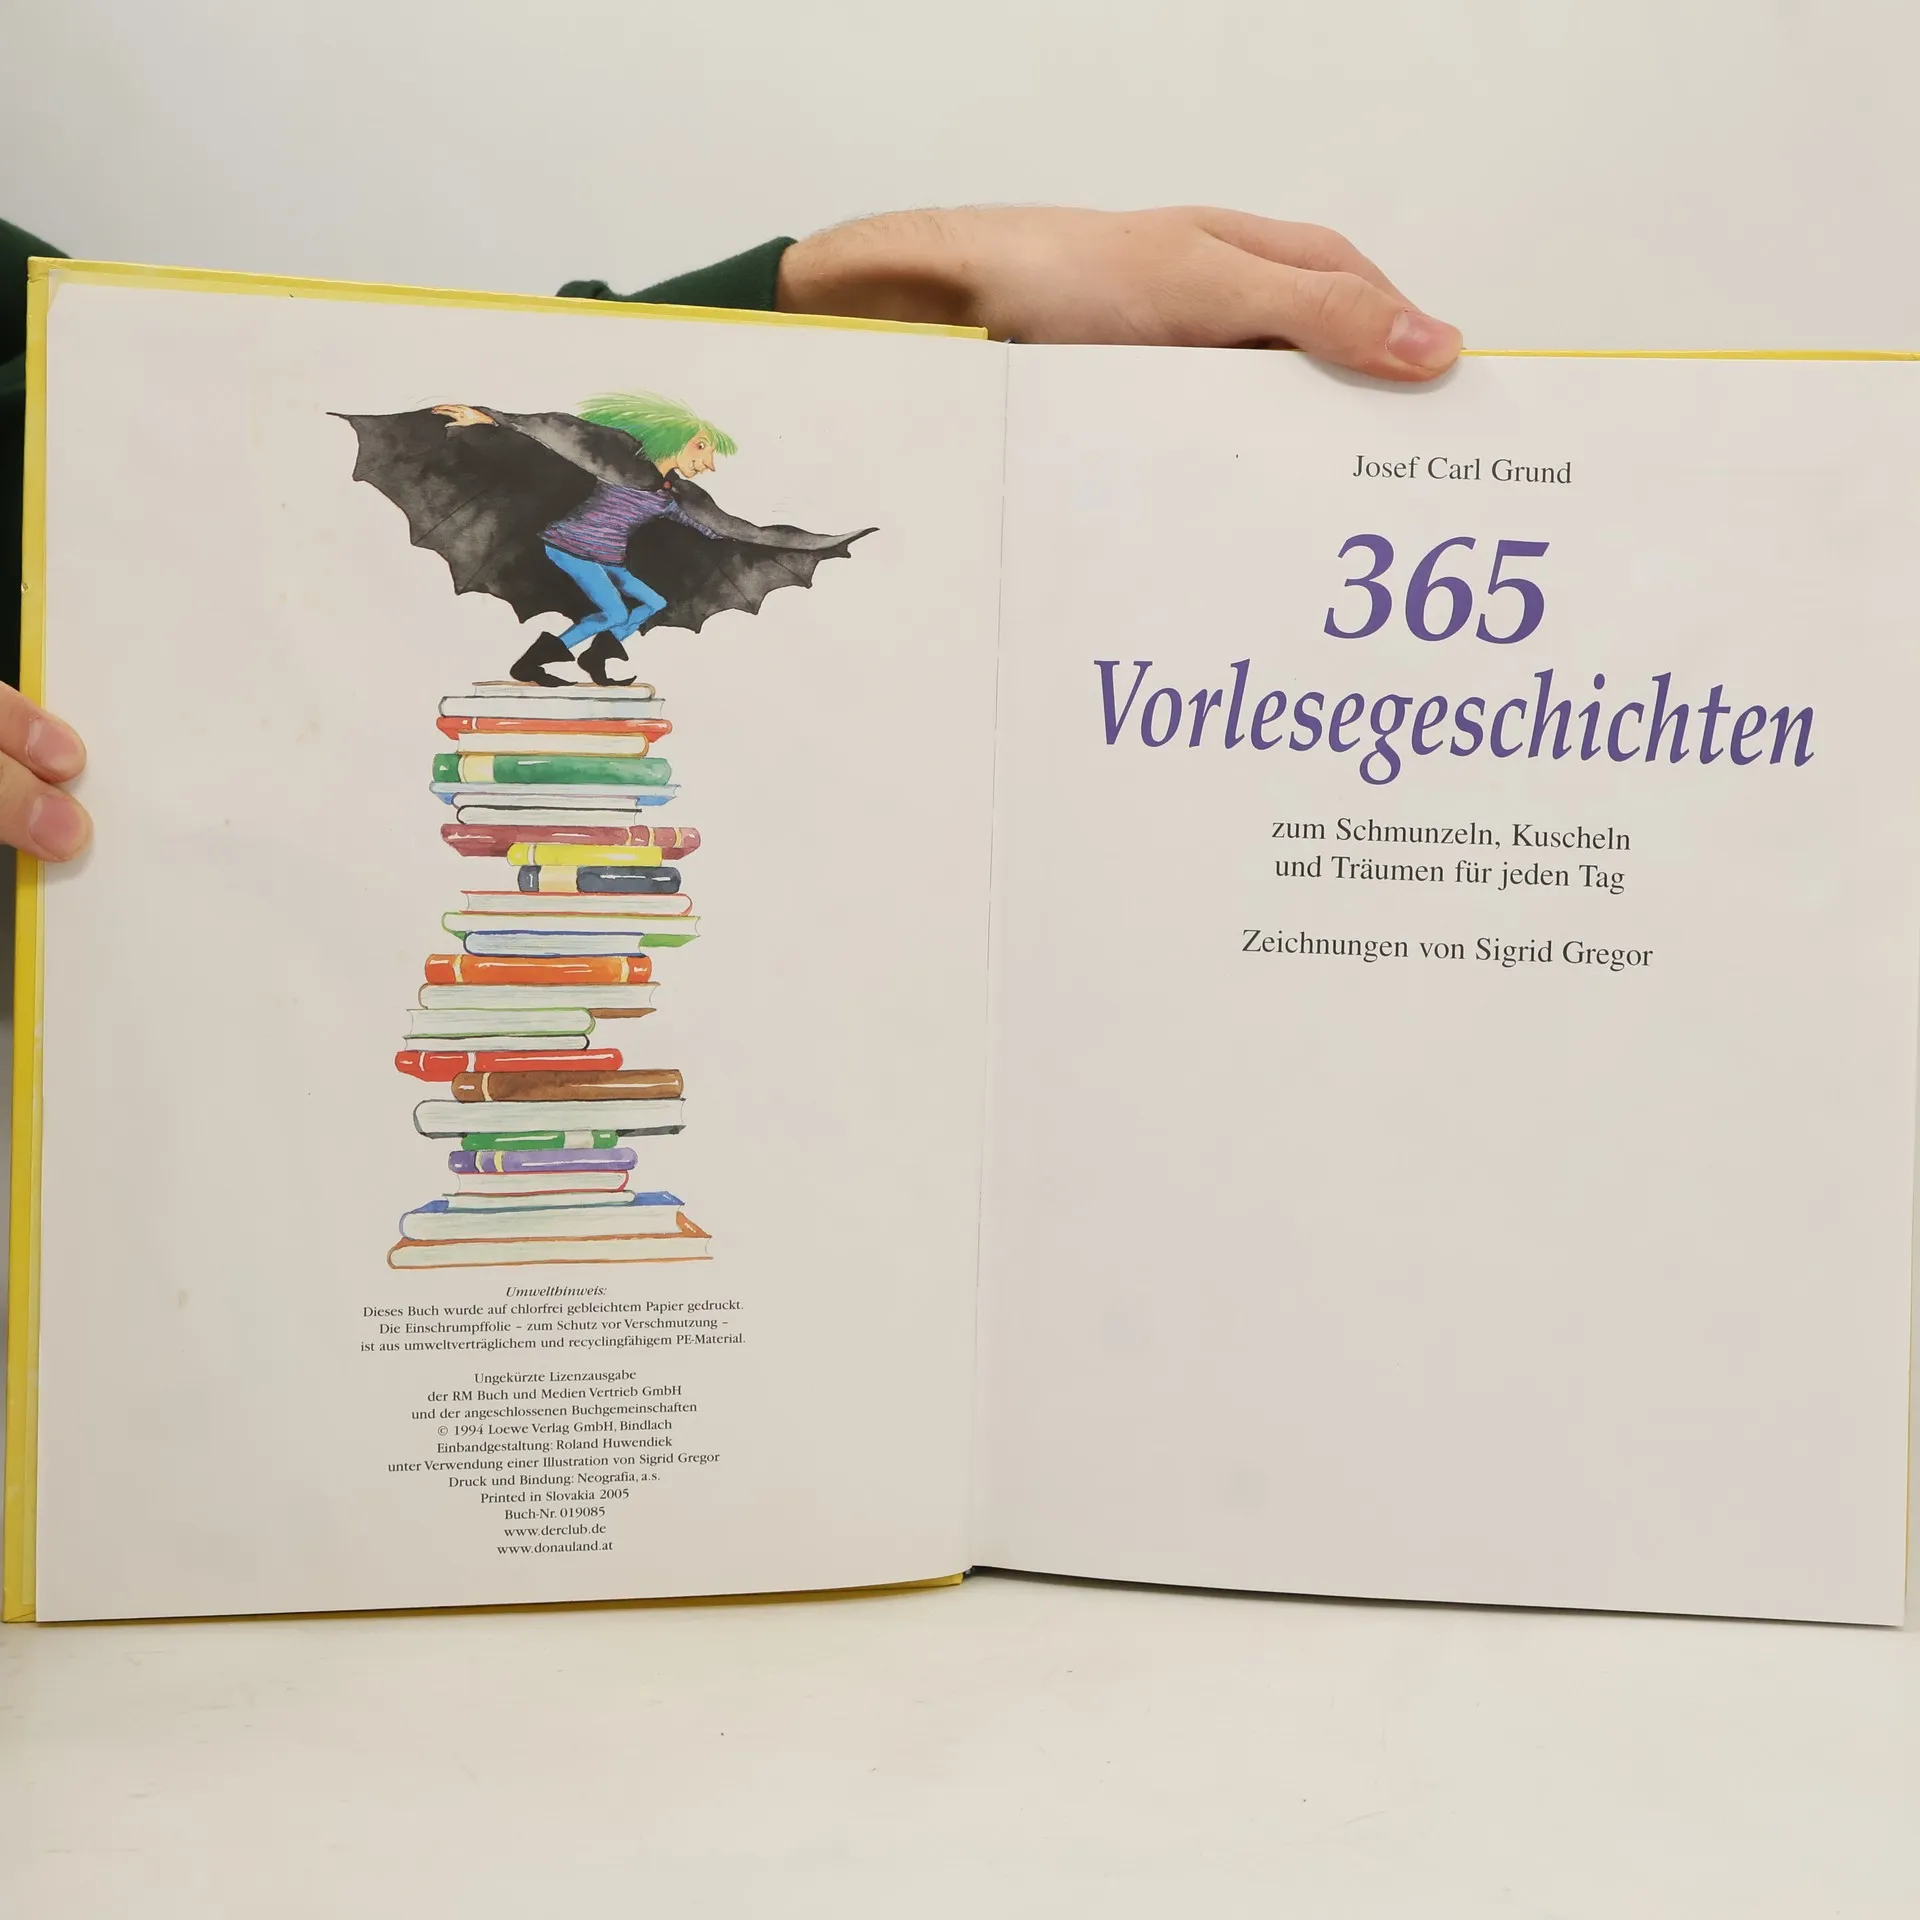 Umwelthinweis:
Dieses Buch wurde auf chlorfrei gebleichtem Papier gedruckt.
Die Einschrumpffolie – zum Schutz vor Verschmutzung –
ist aus umweltverträglichem und recyclingfähigem PE-Material.
Ungekürzte Lizenzausgabe
der RM Buch und Medien Vertrieb GmbH
und der angeschlossenen Buchgemeinschaften
© 1994 Loewe Verlag GmbH, Bindlach
Einbandgestaltung: Roland Huwendiek
unter Verwendung einer Illustration von Sigrid Gregor
Druck und Bindung: Neografia, a.s.
Printed in Slovakia 2005
Buch-Nr. 019085
www.derclub.de
www.donauland.at
Josef Carl Grund
365
Vorlesegeschichten
zum Schmunzeln, Kuscheln
und Träumen für jeden Tag
Zeichnungen von Sigrid Gregor